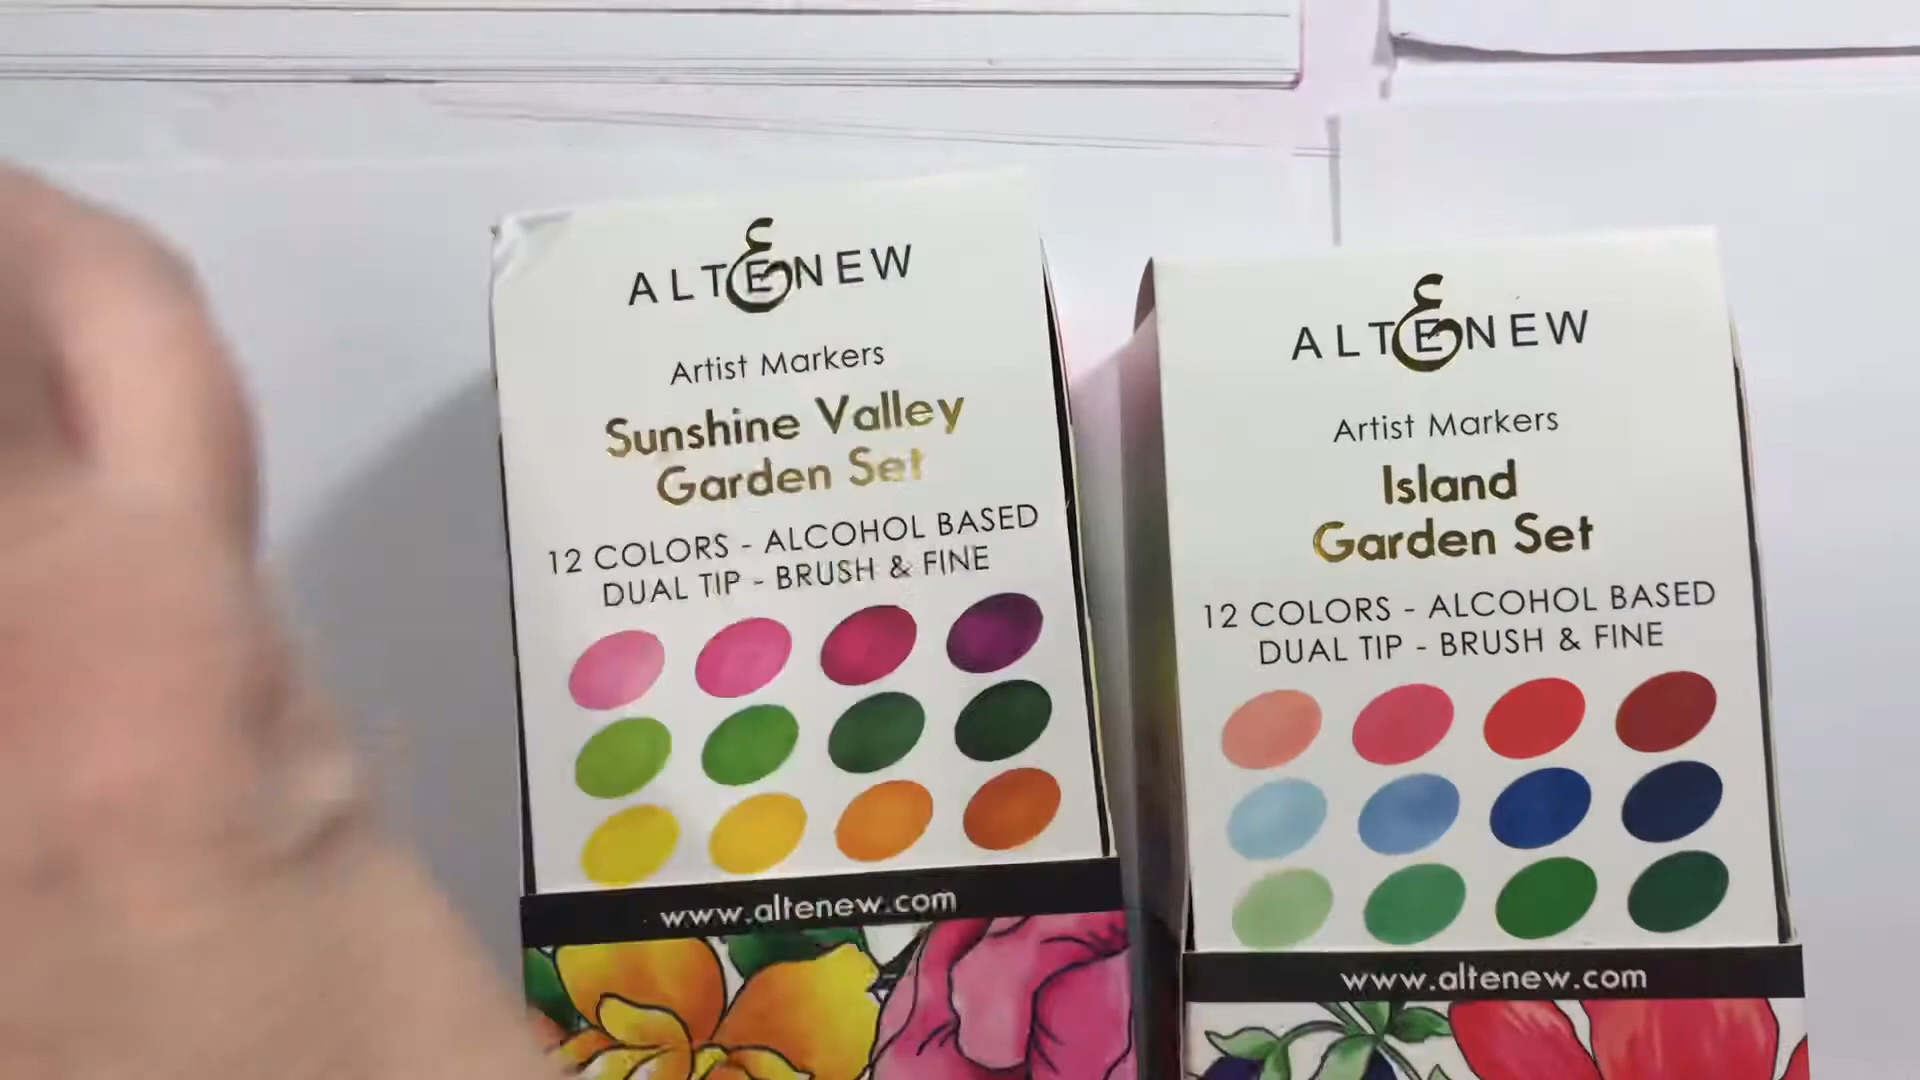 ALTENEW
Artist Markers
Sunshine Valley
Garden Set
12 COLORS - ALCOHOL BASED
DUAL TIP - BRUSH & FINE
www.altenew.com
ALTENEW
Artist Markers
Island
Garden Set
12 COLORS - ALCOHOL BASED
DUAL TIP - BRUSH & FINE
www.altenew.com